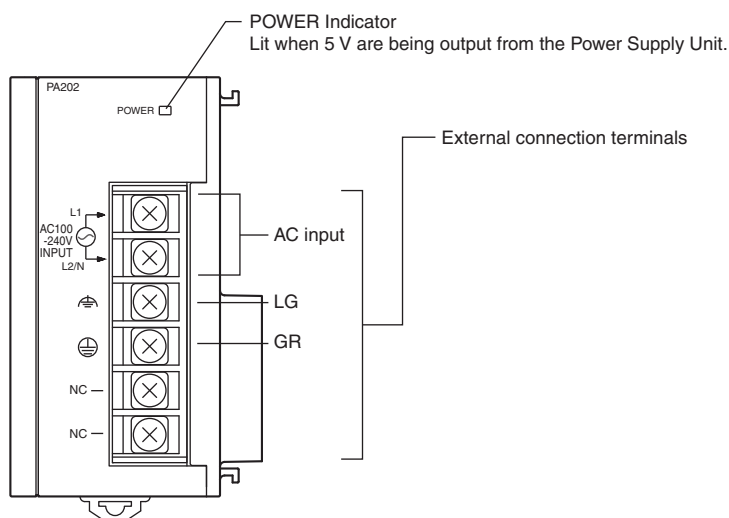 POWER Indicator
Lit when 5 V are being output from the Power Supply Unit.
PA202
POWER
External connection terminals
L1
AC100
-240V
INPUT
L2/N
AC input
LG
GR
NC
NC